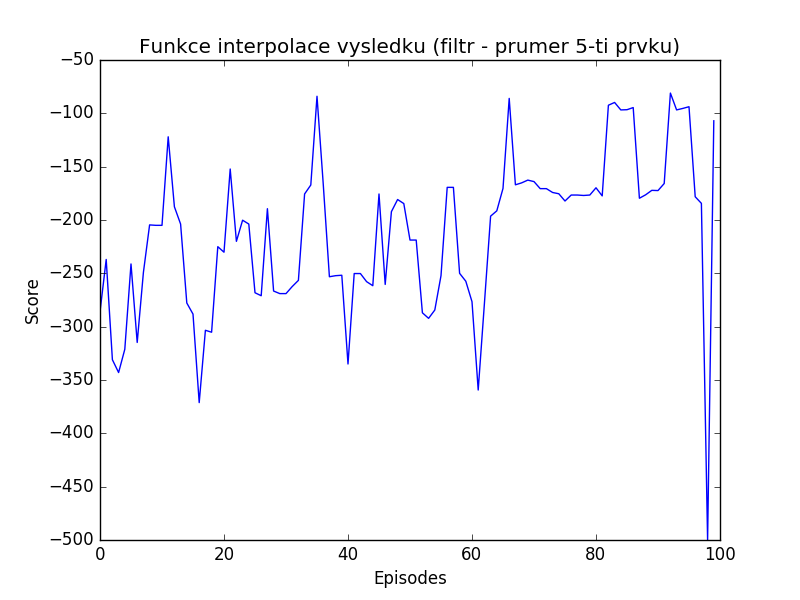 Funkce interpolace vysledku (filtr - prumer 5-ti prvku)
−50
−100
−150
−200
−250
−300
−350
−400
−450
−500
Score
0 20 40 60 80 100
Episodes